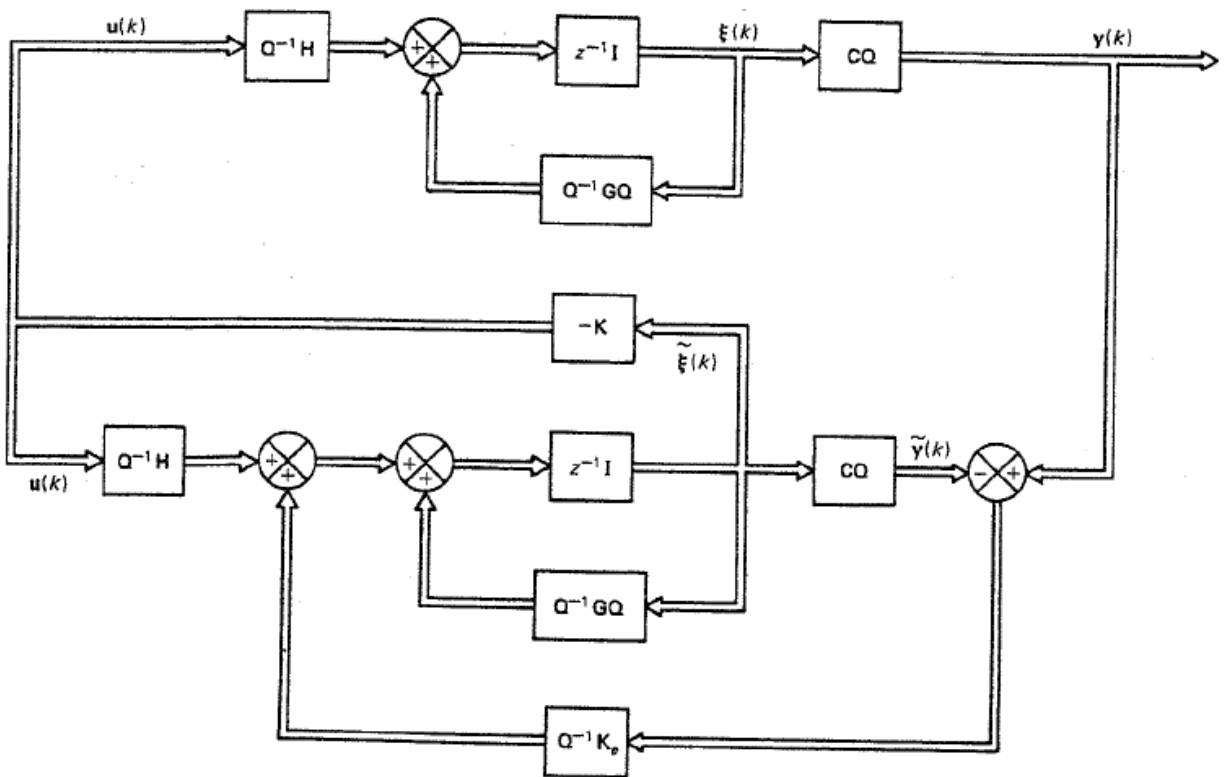 u(k)
Q⁻¹H
+
+
z⁻¹I
ξ(k)
CQ
y(k)
Q⁻¹GQ
−K
ξ̃(k)
u(k)
Q⁻¹H
+
+
+
+
z⁻¹I
CQ
ỹ(k)
−
+
Q⁻¹GQ
Q⁻¹Kₑ